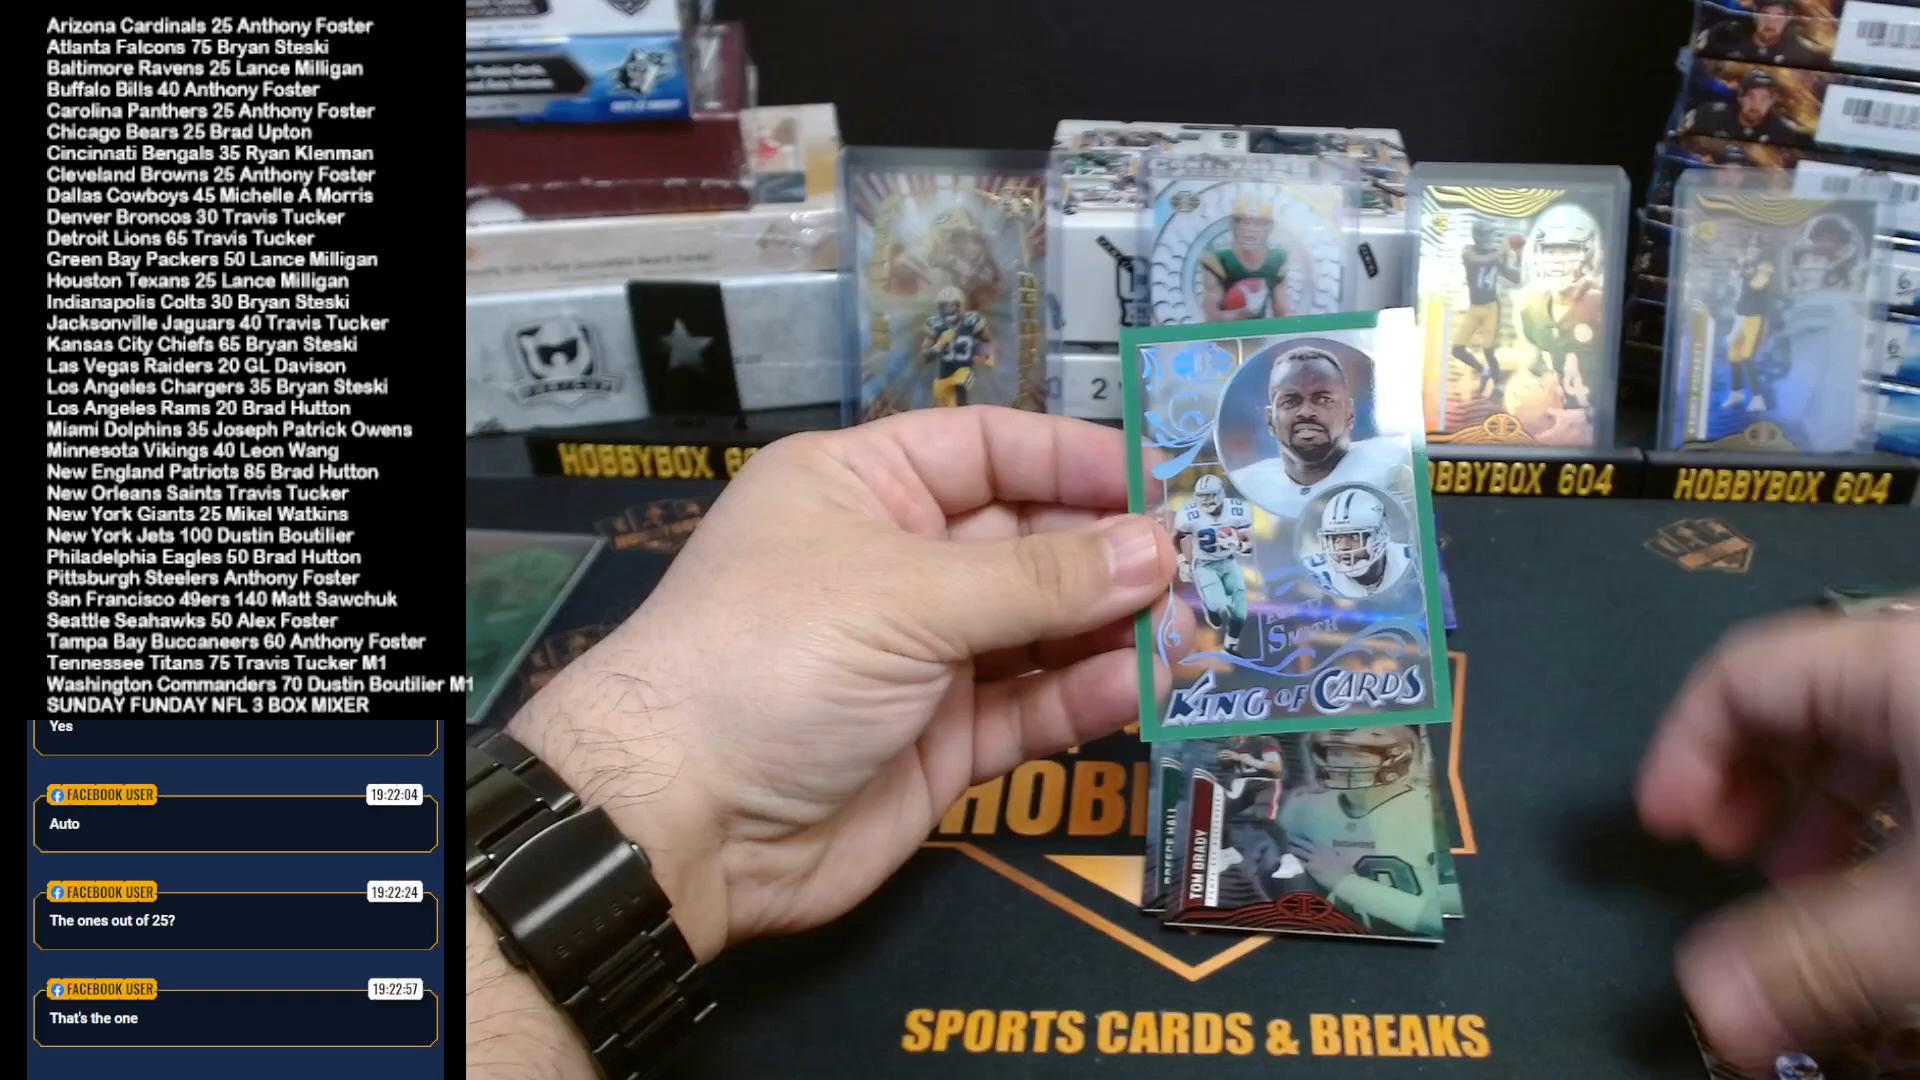 Arizona Cardinals 25 Anthony Foster
Atlanta Falcons 75 Bryan Steski
Baltimore Ravens 25 Lance Milligan
Buffalo Bills 40 Anthony Foster
Carolina Panthers 25 Anthony Foster
Chicago Bears 25 Brad Upton
Cincinnati Bengals 35 Ryan Klenman
Cleveland Browns 25 Anthony Foster
Dallas Cowboys 45 Michelle A Morris
Denver Broncos 30 Travis Tucker
Detroit Lions 65 Travis Tucker
Green Bay Packers 50 Lance Milligan
Houston Texans 25 Lance Milligan
Indianapolis Colts 30 Bryan Steski
Jacksonville Jaguars 40 Travis Tucker
Kansas City Chiefs 65 Bryan Steski
Las Vegas Raiders 20 GL Davison
Los Angeles Chargers 35 Bryan Steski
Los Angeles Rams 20 Brad Hutton
Miami Dolphins 35 Joseph Patrick Owens
Minnesota Vikings 40 Leon Wang
New England Patriots 85 Brad Hutton
New Orleans Saints Travis Tucker
New York Giants 25 Mikel Watkins
New York Jets 100 Dustin Boutilier
Philadelphia Eagles 50 Brad Hutton
Pittsburgh Steelers Anthony Foster
San Francisco 49ers 140 Matt Sawchuk
Seattle Seahawks 50 Alex Foster
Tampa Bay Buccaneers 60 Anthony Foster
Tennessee Titans 75 Travis Tucker M1
Washington Commanders 70 Dustin Boutilier M1
SUNDAY FUNDAY NFL 3 BOX MIXER
Yes
FACEBOOK USER 19:22:04
Auto
FACEBOOK USER 19:22:24
The ones out of 25?
FACEBOOK USER 19:22:57
That's the one
HOBBYBOX 6
BBYBOX 604
HOBBYBOX 604
SMITH
KING OF CARDS
BREECE HALL
TOM BRADY
HOB
STEEL
SPORTS CARDS & BREAKS